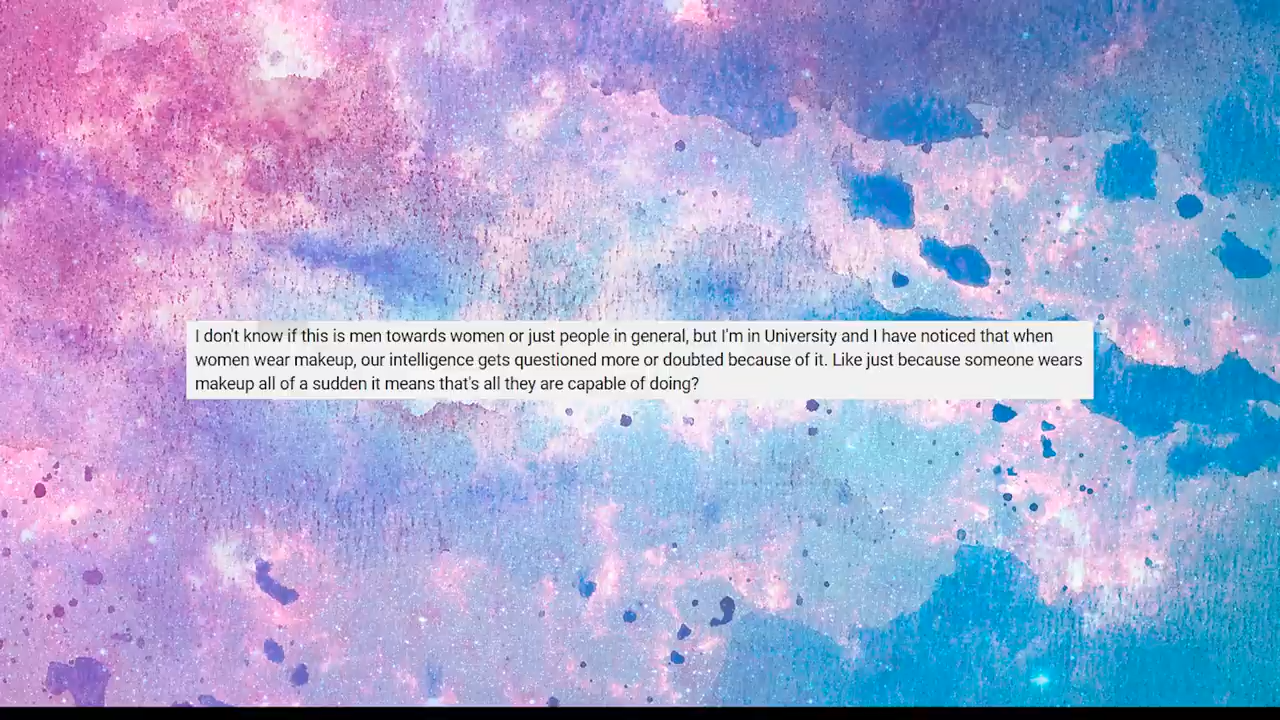 I don't know if this is men towards women or just people in general, but I'm in University and I have noticed that when
women wear makeup, our intelligence gets questioned more or doubted because of it. Like just because someone wears
makeup all of a sudden it means that's all they are capable of doing?